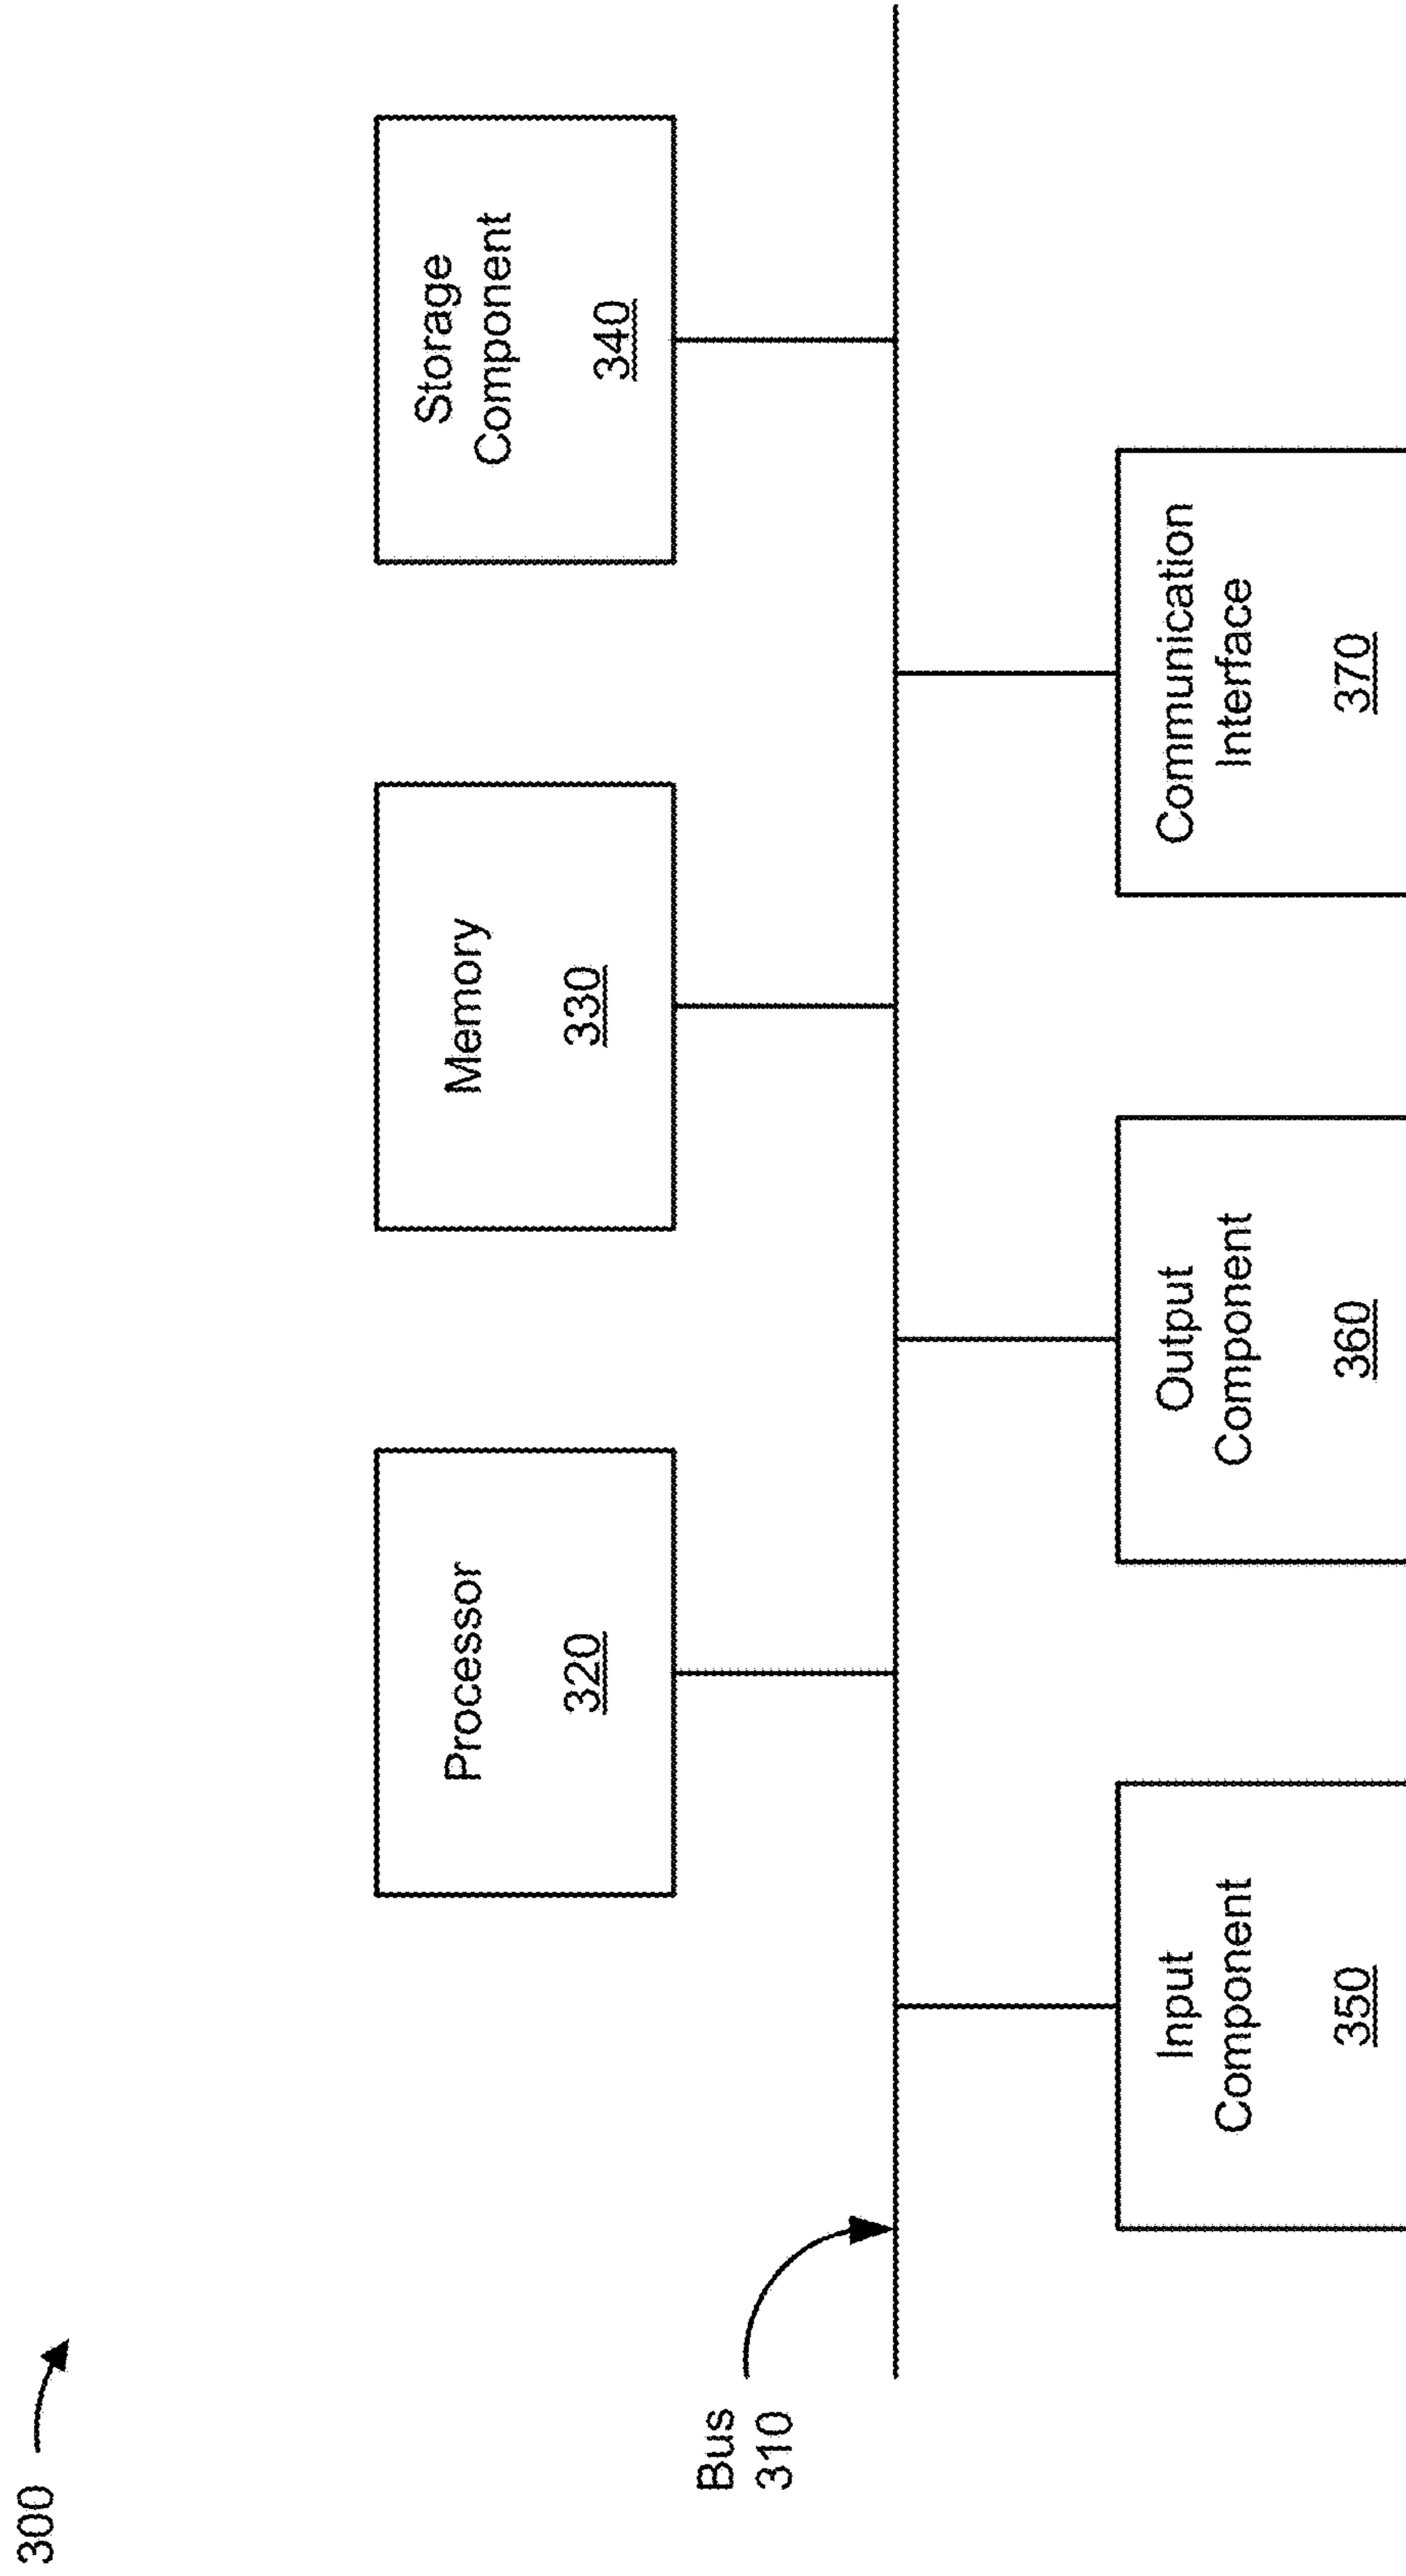 300
Processor
320
Memory
330
Storage
Component
340
Bus
310
Input
Component
350
Output
Component
360
Communication
Interface
370